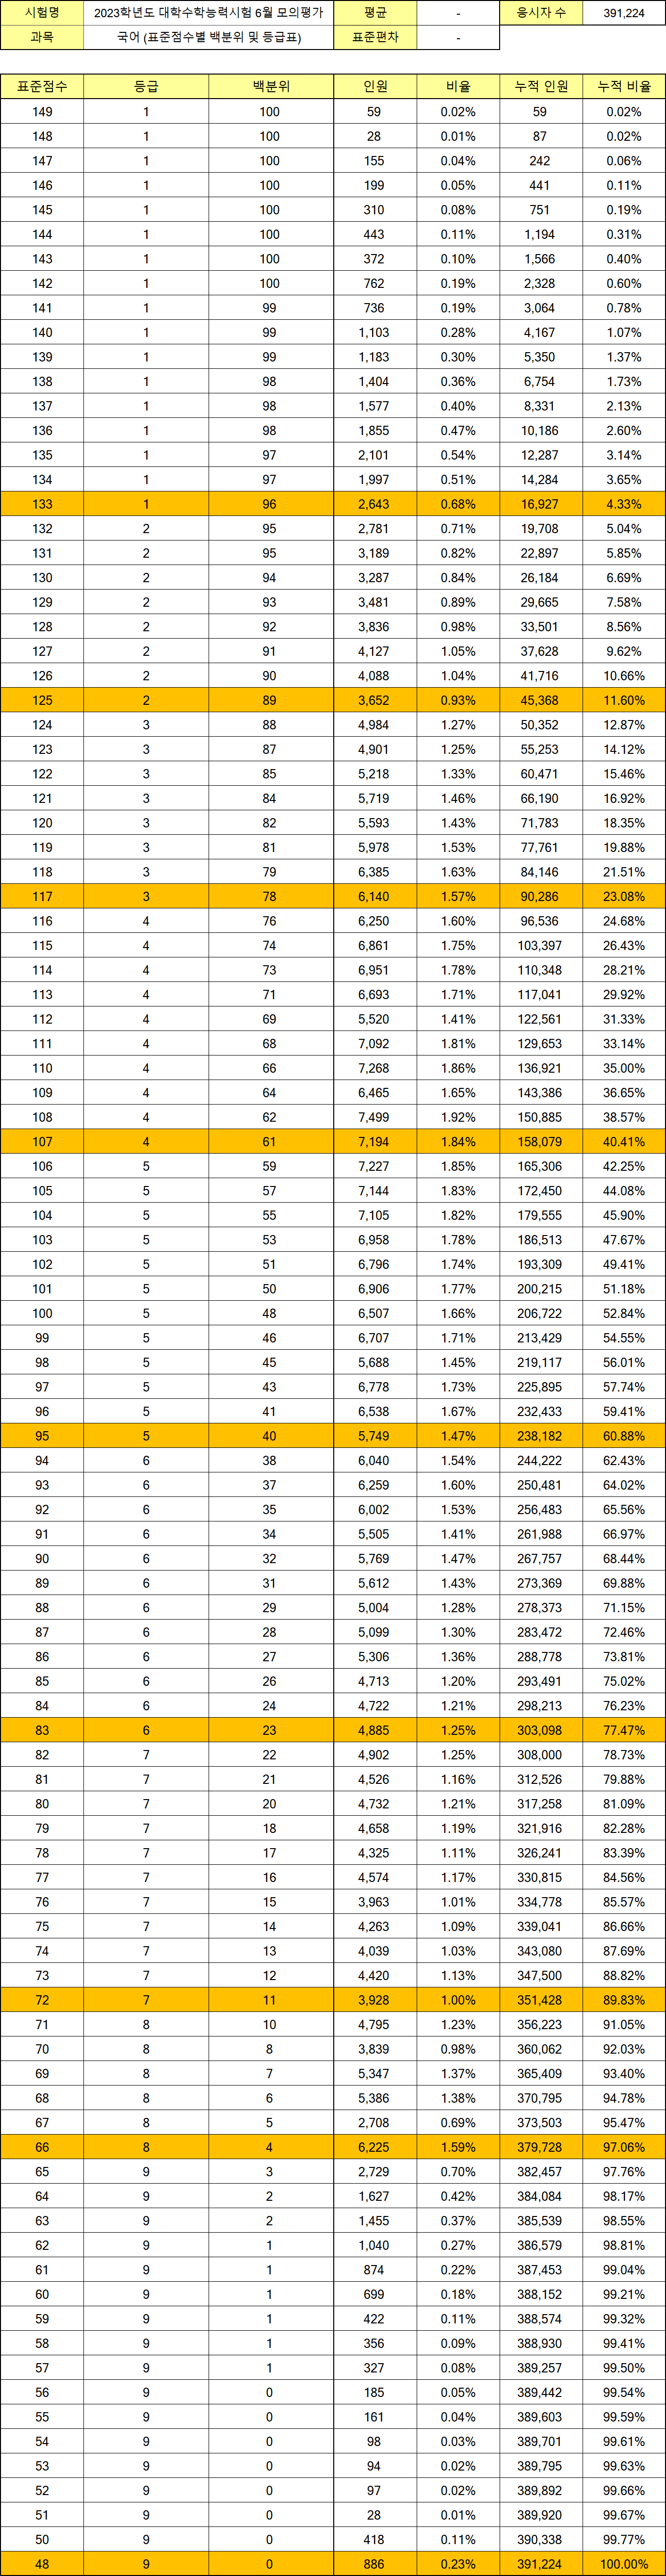 시험명 2023학년도 대학수학능력시험 6월 모의평가 평균 - 응시자 수 391,224
과목 국어 (표준점수별 백분위 및 등급표) 표준편차 -
표준점수 등급 백분위 인원 비율 누적 인원 누적 비율
149 1 100 59 0.02% 59 0.02%
148 1 100 28 0.01% 87 0.02%
147 1 100 155 0.04% 242 0.06%
146 1 100 199 0.05% 441 0.11%
145 1 100 310 0.08% 751 0.19%
144 1 100 443 0.11% 1,194 0.31%
143 1 100 372 0.10% 1,566 0.40%
142 1 100 762 0.19% 2,328 0.60%
141 1 99 736 0.19% 3,064 0.78%
140 1 99 1,103 0.28% 4,167 1.07%
139 1 99 1,183 0.30% 5,350 1.37%
138 1 98 1,404 0.36% 6,754 1.73%
137 1 98 1,577 0.40% 8,331 2.13%
136 1 98 1,855 0.47% 10,186 2.60%
135 1 97 2,101 0.54% 12,287 3.14%
134 1 97 1,997 0.51% 14,284 3.65%
133 1 96 2,643 0.68% 16,927 4.33%
132 2 95 2,781 0.71% 19,708 5.04%
131 2 95 3,189 0.82% 22,897 5.85%
130 2 94 3,287 0.84% 26,184 6.69%
129 2 93 3,481 0.89% 29,665 7.58%
128 2 92 3,836 0.98% 33,501 8.56%
127 2 91 4,127 1.05% 37,628 9.62%
126 2 90 4,088 1.04% 41,716 10.66%
125 2 89 3,652 0.93% 45,368 11.60%
124 3 88 4,984 1.27% 50,352 12.87%
123 3 87 4,901 1.25% 55,253 14.12%
122 3 85 5,218 1.33% 60,471 15.46%
121 3 84 5,719 1.46% 66,190 16.92%
120 3 82 5,593 1.43% 71,783 18.35%
119 3 81 5,978 1.53% 77,761 19.88%
118 3 79 6,385 1.63% 84,146 21.51%
117 3 78 6,140 1.57% 90,286 23.08%
116 4 76 6,250 1.60% 96,536 24.68%
115 4 74 6,861 1.75% 103,397 26.43%
114 4 73 6,951 1.78% 110,348 28.21%
113 4 71 6,693 1.71% 117,041 29.92%
112 4 69 5,520 1.41% 122,561 31.33%
111 4 68 7,092 1.81% 129,653 33.14%
110 4 66 7,268 1.86% 136,921 35.00%
109 4 64 6,465 1.65% 143,386 36.65%
108 4 62 7,499 1.92% 150,885 38.57%
107 4 61 7,194 1.84% 158,079 40.41%
106 5 59 7,227 1.85% 165,306 42.25%
105 5 57 7,144 1.83% 172,450 44.08%
104 5 55 7,105 1.82% 179,555 45.90%
103 5 53 6,958 1.78% 186,513 47.67%
102 5 51 6,796 1.74% 193,309 49.41%
101 5 50 6,906 1.77% 200,215 51.18%
100 5 48 6,507 1.66% 206,722 52.84%
99 5 46 6,707 1.71% 213,429 54.55%
98 5 45 5,688 1.45% 219,117 56.01%
97 5 43 6,778 1.73% 225,895 57.74%
96 5 41 6,538 1.67% 232,433 59.41%
95 5 40 5,749 1.47% 238,182 60.88%
94 6 38 6,040 1.54% 244,222 62.43%
93 6 37 6,259 1.60% 250,481 64.02%
92 6 35 6,002 1.53% 256,483 65.56%
91 6 34 5,505 1.41% 261,988 66.97%
90 6 32 5,769 1.47% 267,757 68.44%
89 6 31 5,612 1.43% 273,369 69.88%
88 6 29 5,004 1.28% 278,373 71.15%
87 6 28 5,099 1.30% 283,472 72.46%
86 6 27 5,306 1.36% 288,778 73.81%
85 6 26 4,713 1.20% 293,491 75.02%
84 6 24 4,722 1.21% 298,213 76.23%
83 6 23 4,885 1.25% 303,098 77.47%
82 7 22 4,902 1.25% 308,000 78.73%
81 7 21 4,526 1.16% 312,526 79.88%
80 7 20 4,732 1.21% 317,258 81.09%
79 7 18 4,658 1.19% 321,916 82.28%
78 7 17 4,325 1.11% 326,241 83.39%
77 7 16 4,574 1.17% 330,815 84.56%
76 7 15 3,963 1.01% 334,778 85.57%
75 7 14 4,263 1.09% 339,041 86.66%
74 7 13 4,039 1.03% 343,080 87.69%
73 7 12 4,420 1.13% 347,500 88.82%
72 7 11 3,928 1.00% 351,428 89.83%
71 8 10 4,795 1.23% 356,223 91.05%
70 8 8 3,839 0.98% 360,062 92.03%
69 8 7 5,347 1.37% 365,409 93.40%
68 8 6 5,386 1.38% 370,795 94.78%
67 8 5 2,708 0.69% 373,503 95.47%
66 8 4 6,225 1.59% 379,728 97.06%
65 9 3 2,729 0.70% 382,457 97.76%
64 9 2 1,627 0.42% 384,084 98.17%
63 9 2 1,455 0.37% 385,539 98.55%
62 9 1 1,040 0.27% 386,579 98.81%
61 9 1 874 0.22% 387,453 99.04%
60 9 1 699 0.18% 388,152 99.21%
59 9 1 422 0.11% 388,574 99.32%
58 9 1 356 0.09% 388,930 99.41%
57 9 1 327 0.08% 389,257 99.50%
56 9 0 185 0.05% 389,442 99.54%
55 9 0 161 0.04% 389,603 99.59%
54 9 0 98 0.03% 389,701 99.61%
53 9 0 94 0.02% 389,795 99.63%
52 9 0 97 0.02% 389,892 99.66%
51 9 0 28 0.01% 389,920 99.67%
50 9 0 418 0.11% 390,338 99.77%
48 9 0 886 0.23% 391,224 100.00%